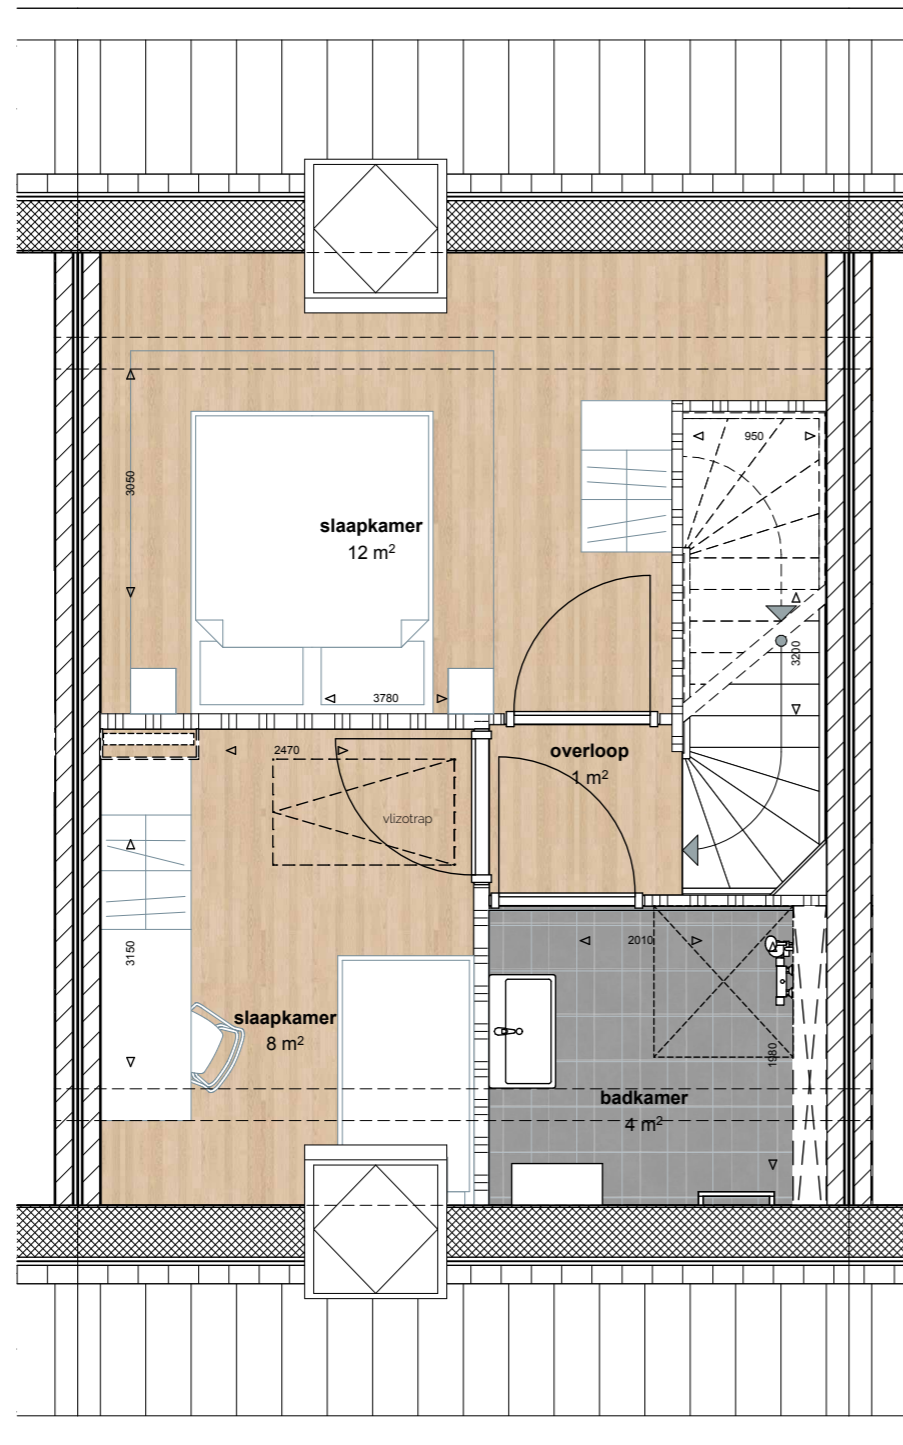 950
3050
slaapkamer
12 m²
3200
3780
2470
overloop
1 m²
vlizotrap
2010
3150
slaapkamer
8 m²
1980
badkamer
4 m²